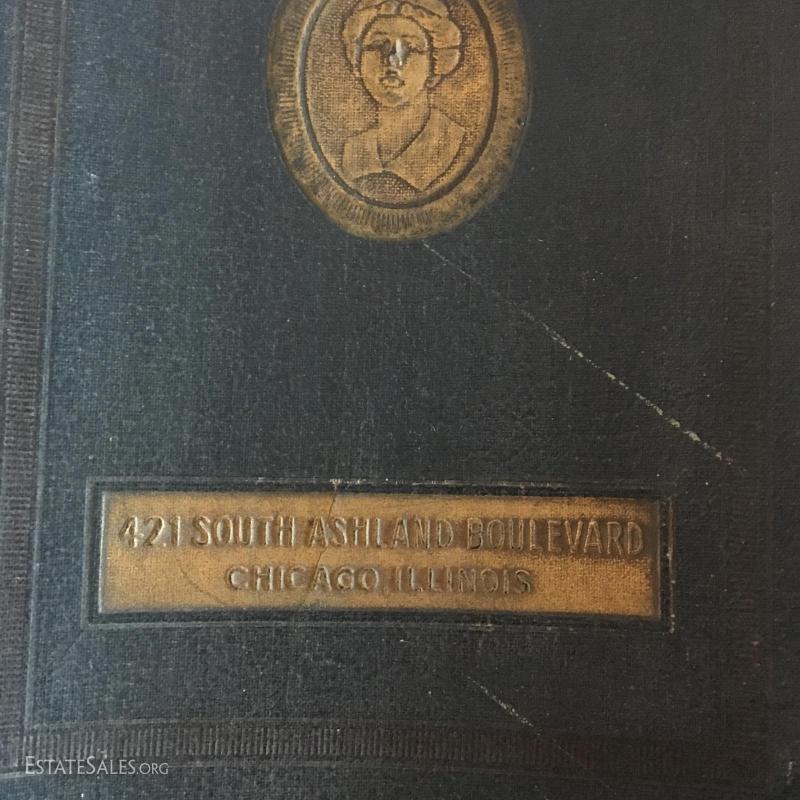 421 SOUTH ASHLAND BOULEVARD
CHICAGO, ILLINOIS
ESTATESALES.ORG